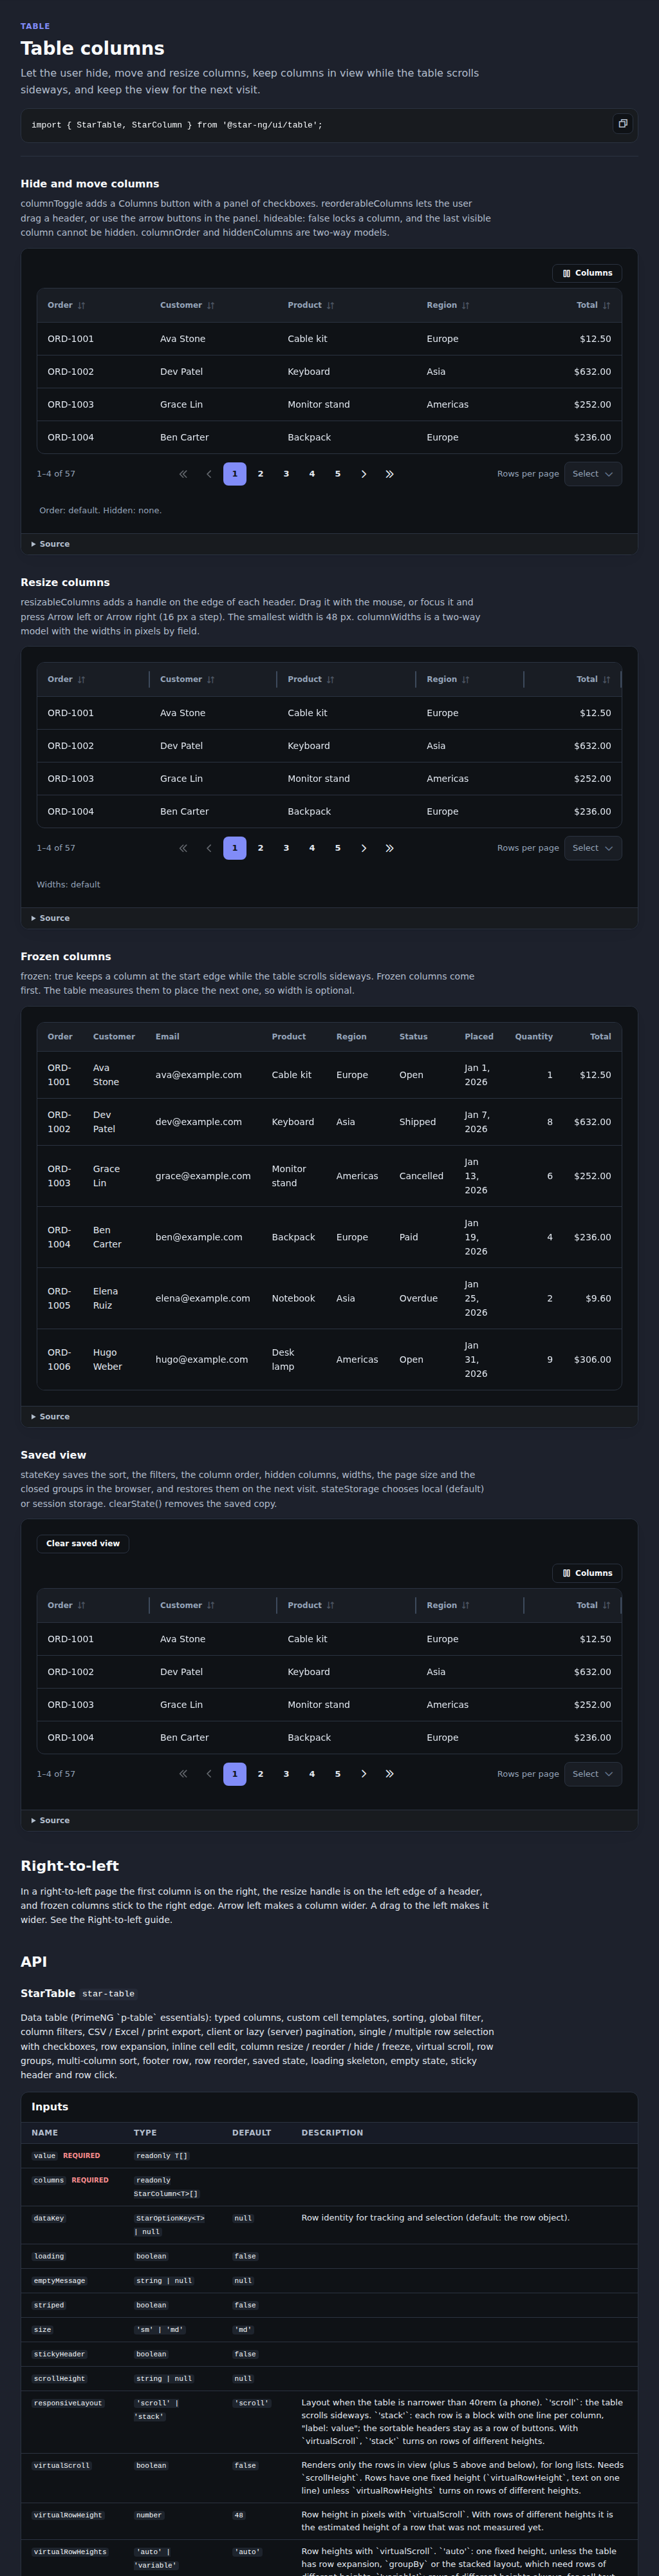 TABLE
Table columns
Let the user hide, move and resize columns, keep columns in view while the table scrolls
sideways, and keep the view for the next visit.
import { StarTable, StarColumn } from '@star-ng/ui/table';
Hide and move columns
columnToggle adds a Columns button with a panel of checkboxes. reorderableColumns lets the user
drag a header, or use the arrow buttons in the panel. hideable: false locks a column, and the last visible
column cannot be hidden. columnOrder and hiddenColumns are two-way models.
Columns
Order Customer Product Region Total
ORD-1001 Ava Stone Cable kit Europe $12.50
ORD-1002 Dev Patel Keyboard Asia $632.00
ORD-1003 Grace Lin Monitor stand Americas $252.00
ORD-1004 Ben Carter Backpack Europe $236.00
1–4 of 57 1 2 3 4 5 Rows per page Select
Order: default. Hidden: none.
Source
Resize columns
resizableColumns adds a handle on the edge of each header. Drag it with the mouse, or focus it and
press Arrow left or Arrow right (16 px a step). The smallest width is 48 px. columnWidths is a two-way
model with the widths in pixels by field.
Order Customer Product Region Total
ORD-1001 Ava Stone Cable kit Europe $12.50
ORD-1002 Dev Patel Keyboard Asia $632.00
ORD-1003 Grace Lin Monitor stand Americas $252.00
ORD-1004 Ben Carter Backpack Europe $236.00
1–4 of 57 1 2 3 4 5 Rows per page Select
Widths: default
Source
Frozen columns
frozen: true keeps a column at the start edge while the table scrolls sideways. Frozen columns come
first. The table measures them to place the next one, so width is optional.
Order Customer Email Product Region Status Placed Quantity Total
ORD-
1001 Ava
Stone ava@example.com Cable kit Europe Open Jan 1,
2026 1 $12.50
ORD-
1002 Dev
Patel dev@example.com Keyboard Asia Shipped Jan 7,
2026 8 $632.00
ORD-
1003 Grace
Lin grace@example.com Monitor
stand Americas Cancelled Jan
13,
2026 6 $252.00
ORD-
1004 Ben
Carter ben@example.com Backpack Europe Paid Jan
19,
2026 4 $236.00
ORD-
1005 Elena
Ruiz elena@example.com Notebook Asia Overdue Jan
25,
2026 2 $9.60
ORD-
1006 Hugo
Weber hugo@example.com Desk
lamp Americas Open Jan
31,
2026 9 $306.00
Source
Saved view
stateKey saves the sort, the filters, the column order, hidden columns, widths, the page size and the
closed groups in the browser, and restores them on the next visit. stateStorage chooses local (default)
or session storage. clearState() removes the saved copy.
Clear saved view
Columns
Order Customer Product Region Total
ORD-1001 Ava Stone Cable kit Europe $12.50
ORD-1002 Dev Patel Keyboard Asia $632.00
ORD-1003 Grace Lin Monitor stand Americas $252.00
ORD-1004 Ben Carter Backpack Europe $236.00
1–4 of 57 1 2 3 4 5 Rows per page Select
Source
Right-to-left
In a right-to-left page the first column is on the right, the resize handle is on the left edge of a header,
and frozen columns stick to the right edge. Arrow left makes a column wider. A drag to the left makes it
wider. See the Right-to-left guide.
API
StarTable star-table
Data table (PrimeNG `p-table` essentials): typed columns, custom cell templates, sorting, global filter,
column filters, CSV / Excel / print export, client or lazy (server) pagination, single / multiple row selection
with checkboxes, row expansion, inline cell edit, column resize / reorder / hide / freeze, virtual scroll, row
groups, multi-column sort, footer row, row reorder, saved state, loading skeleton, empty state, sticky
header and row click.
Inputs
NAME TYPE DEFAULT DESCRIPTION
value REQUIRED readonly T[]
columns REQUIRED readonly
StarColumn<T>[]
dataKey StarOptionKey<T>
| null null Row identity for tracking and selection (default: the row object).
loading boolean false
emptyMessage string | null null
striped boolean false
size 'sm' | 'md' 'md'
stickyHeader boolean false
scrollHeight string | null null
responsiveLayout 'scroll' |
'stack' 'scroll' Layout when the table is narrower than 40rem (a phone). `'scroll'`: the table
scrolls sideways. `'stack'`: each row is a block with one line per column,
"label: value"; the sortable headers stay as a row of buttons. With
`virtualScroll`, `'stack'` turns on rows of different heights.
virtualScroll boolean false Renders only the rows in view (plus 5 above and below), for long lists. Needs
`scrollHeight`. Rows have one fixed height (`virtualRowHeight`, text on one
line) unless `virtualRowHeights` turns on rows of different heights.
virtualRowHeight number 48 Row height in pixels with `virtualScroll`. With rows of different heights it is
the estimated height of a row that was not measured yet.
virtualRowHeights 'auto' |
'variable' 'auto' Row heights with `virtualScroll`. `'auto'`: one fixed height, unless the table
has row expansion, `groupBy` or the stacked layout, which need rows of